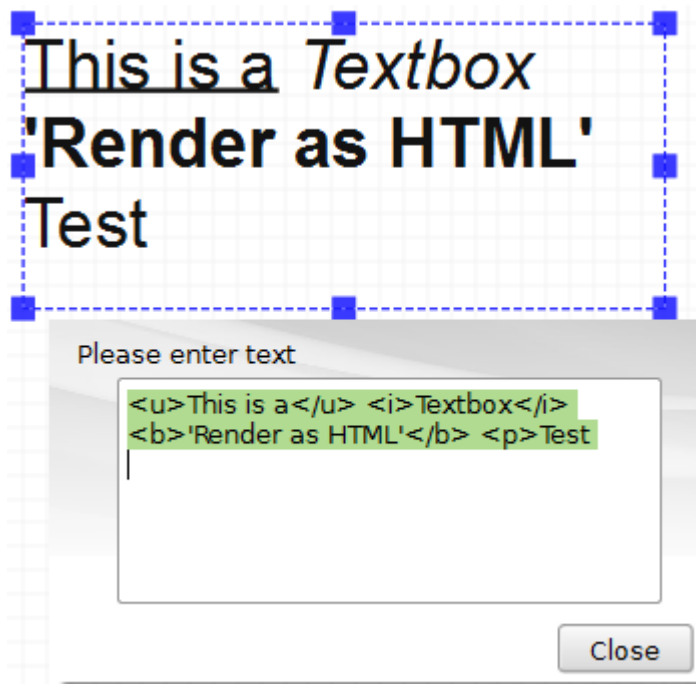 This is a Textbox
'Render as HTML'
Test
Please enter text
<u>This is a</u> <i>Textbox</i>
<b>'Render as HTML'</b> <p>Test
Close